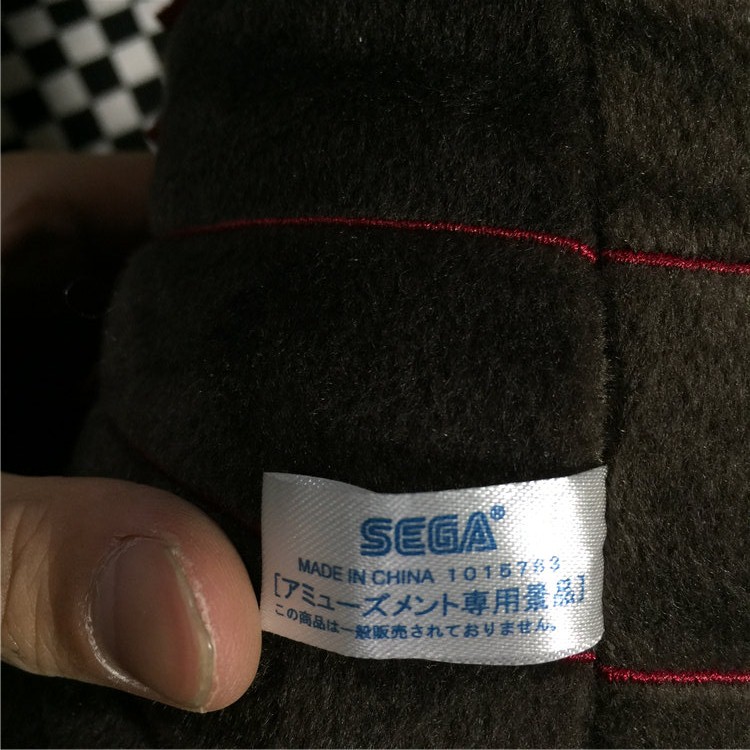 SEGA®
MADE IN CHINA 1015763
[アミューズメント専用景品]
この商品は一般販売されておりません。